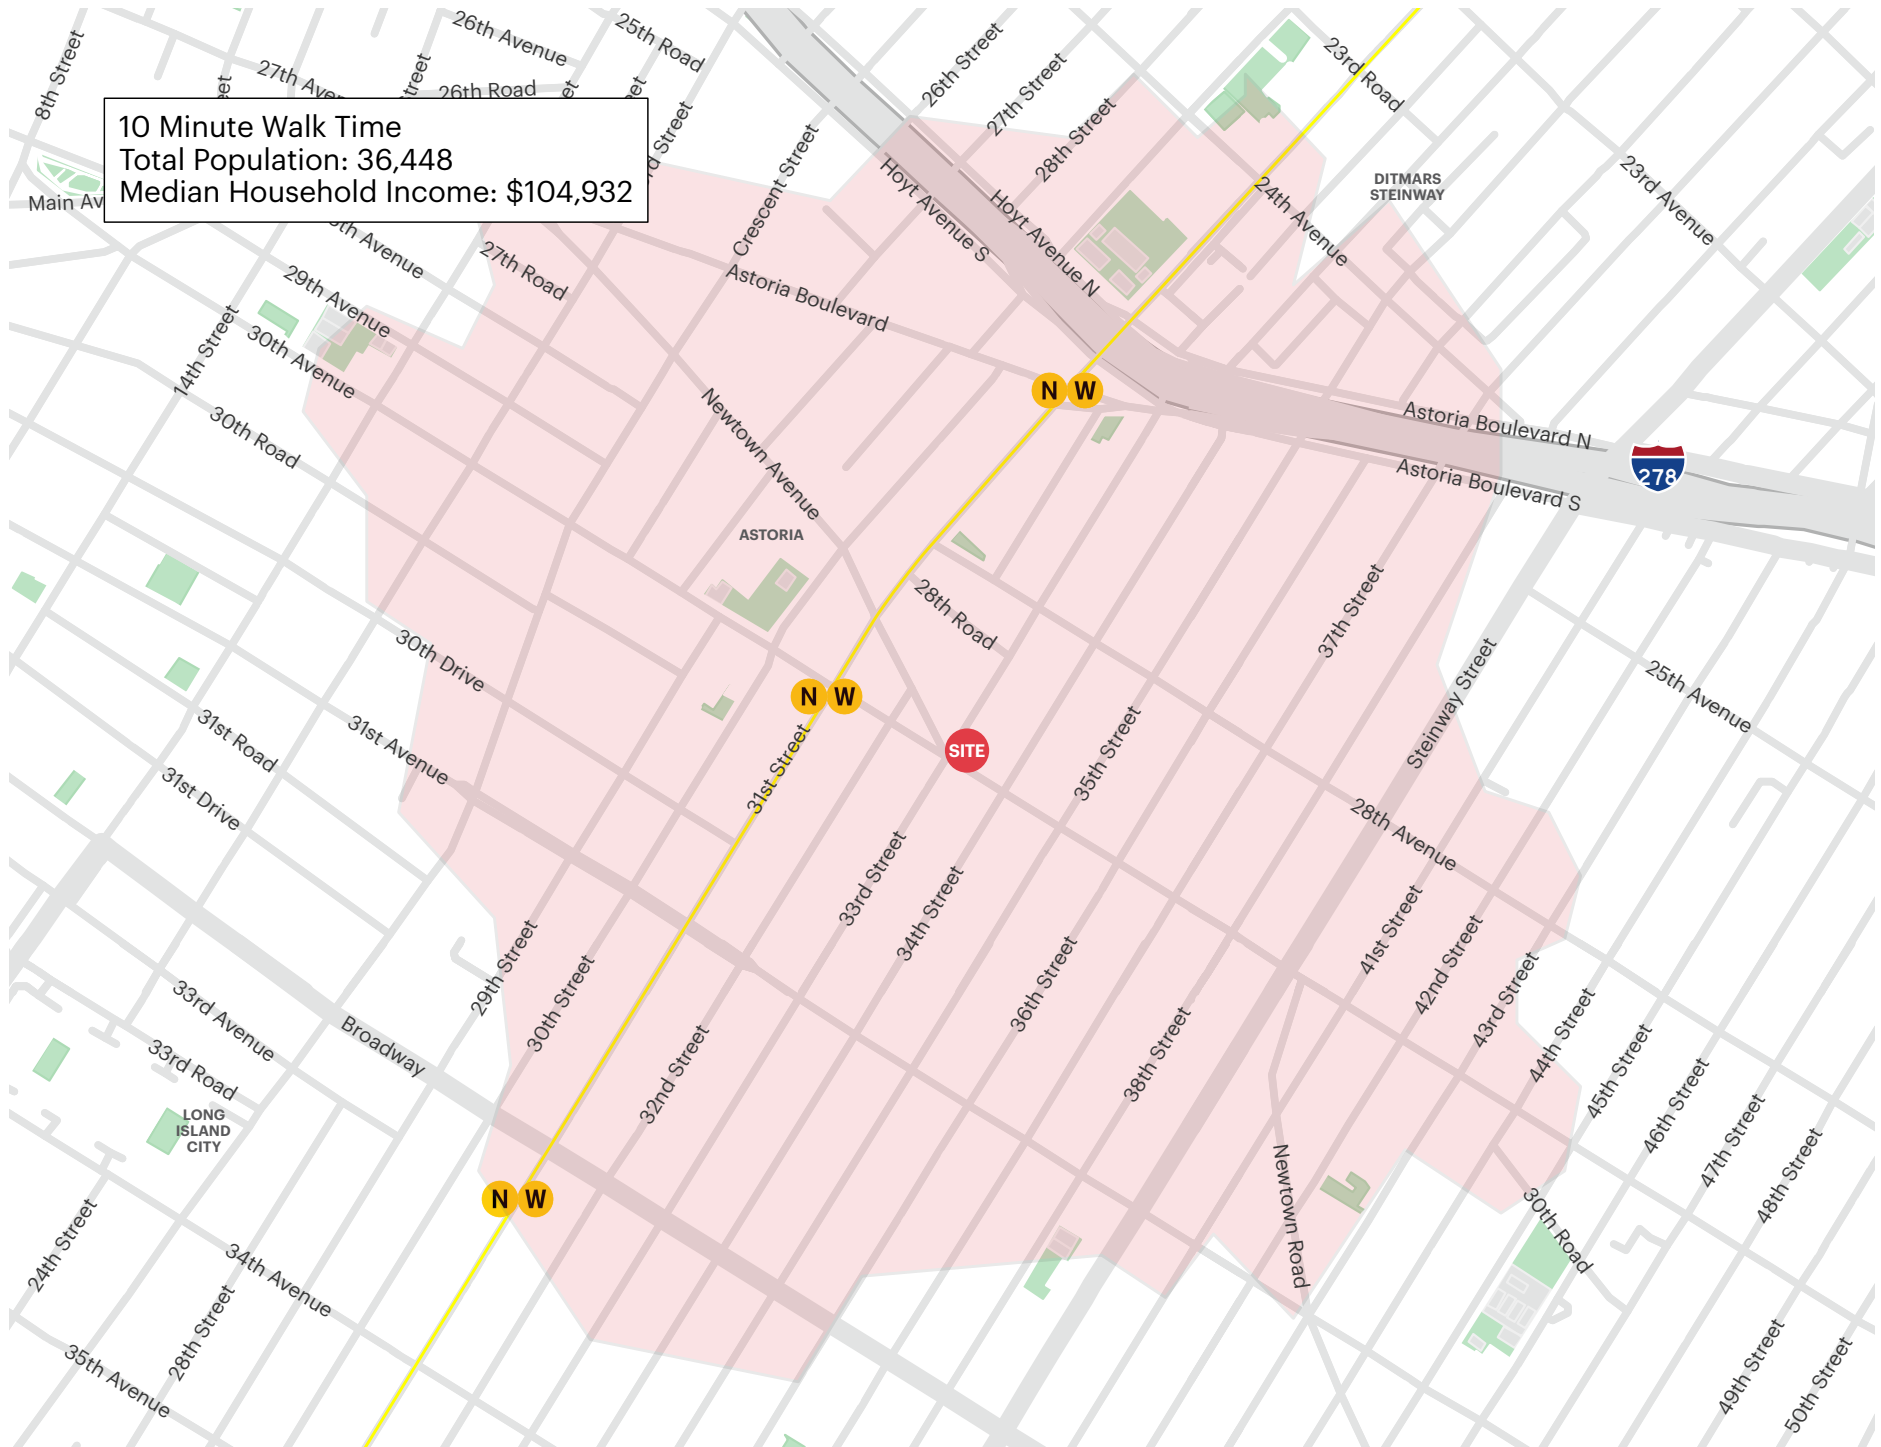 26th Avenue
25th Road
8th Street
27th Aven
26th Road
26th Street
27th Street
28th Street
23rd Road
10 Minute Walk Time
Total Population: 36,448
Median Household Income: $104,932
Main Av
Crescent Street
Hoyt Avenue S
Hoyt Avenue N
24th Avenue
DITMARS
STEINWAY
23rd Avenue
27th Road
29th Avenue
Astoria Boulevard
14th Street
30th Avenue
30th Road
Newtown Avenue
N W
Astoria Boulevard N
Astoria Boulevard S
278
ASTORIA
28th Road
37th Street
30th Drive
N W
31st Street
SITE
35th Street
Steinway Street
25th Avenue
31st Road
31st Avenue
31st Drive
28th Avenue
33rd Street
34th Street
41st Street
42nd Street
43rd Street
29th Street
30th Street
36th Street
38th Street
32nd Street
44th Street
45th Street
46th Street
47th Street
48th Street
33rd Avenue
33rd Road
Broadway
LONG
ISLAND
CITY
N W
Newtown Road
30th Road
24th Street
34th Avenue
28th Street
35th Avenue
49th Street
50th Street